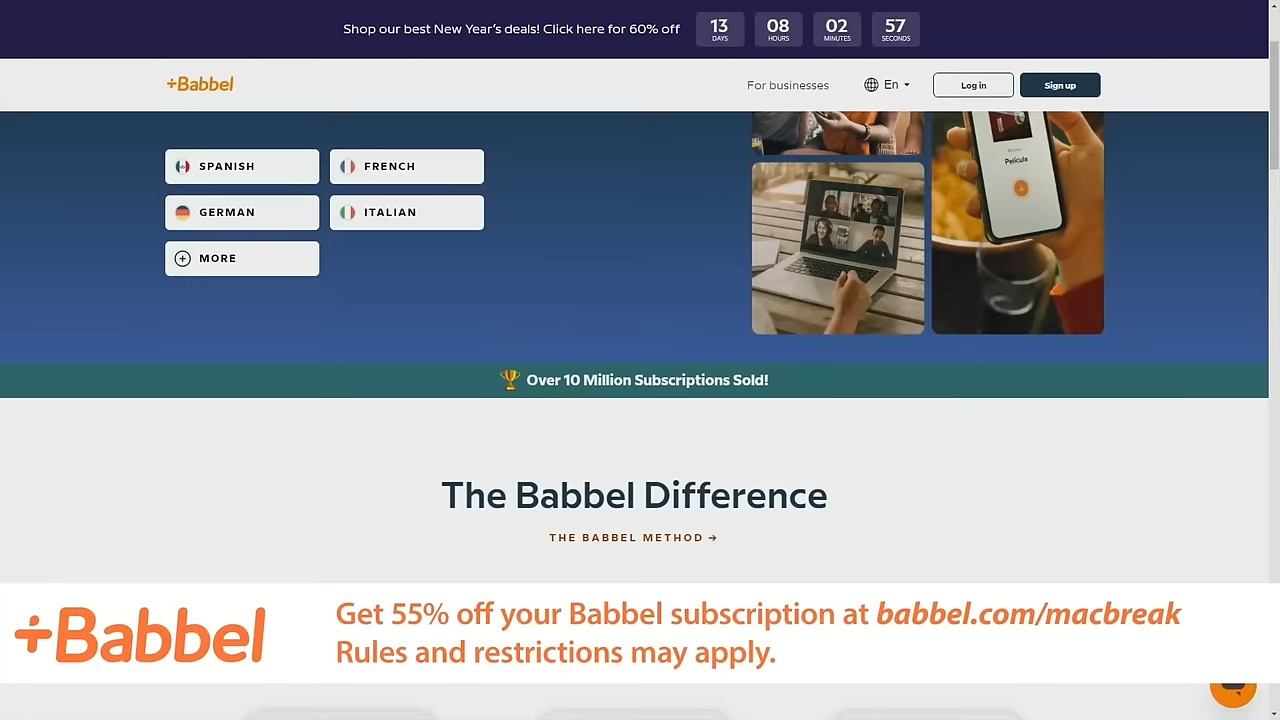 Shop our best New Year's deals! Click here for 60% off
13 08 02 57
DAYS HOURS MINUTES SECONDS
Babbel
For businesses
En
Log in
Sign up
SPANISH
FRENCH
GERMAN
ITALIAN
MORE
Película
Over 10 Million Subscriptions Sold!
The Babbel Difference
THE BABBEL METHOD →
+Babbel
Get 55% off your Babbel subscription at babbel.com/macbreak
Rules and restrictions may apply.